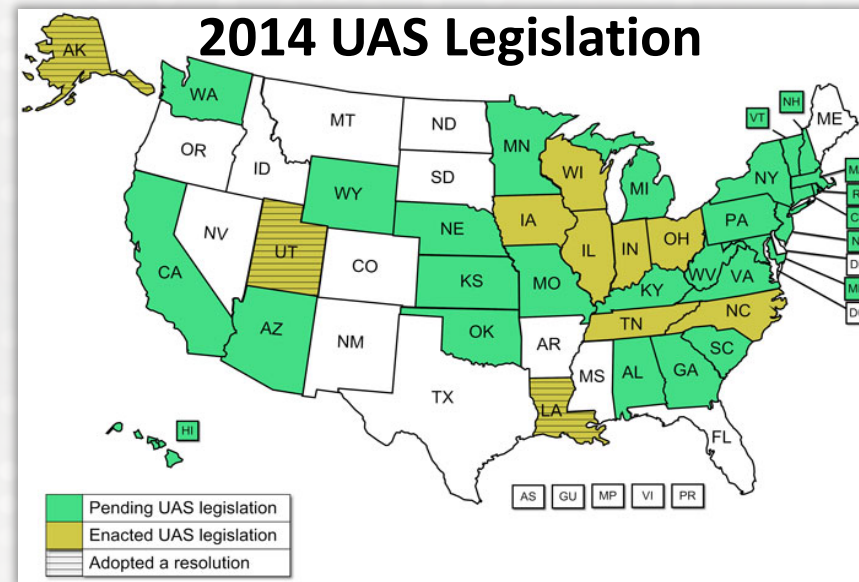 2014 UAS Legislation
AK
WA
MT
ND
MN
VT
NH
ME
OR
ID
SD
WI
MI
NY
WY
IA
PA
NV
UT
CO
NE
IL
IN
OH
WV
VA
CA
KS
MO
KY
AZ
NM
OK
AR
TN
NC
SC
TX
LA
MS
AL
GA
FL
HI
AS
GU
MP
VI
PR
Pending UAS legislation
Enacted UAS legislation
Adopted a resolution